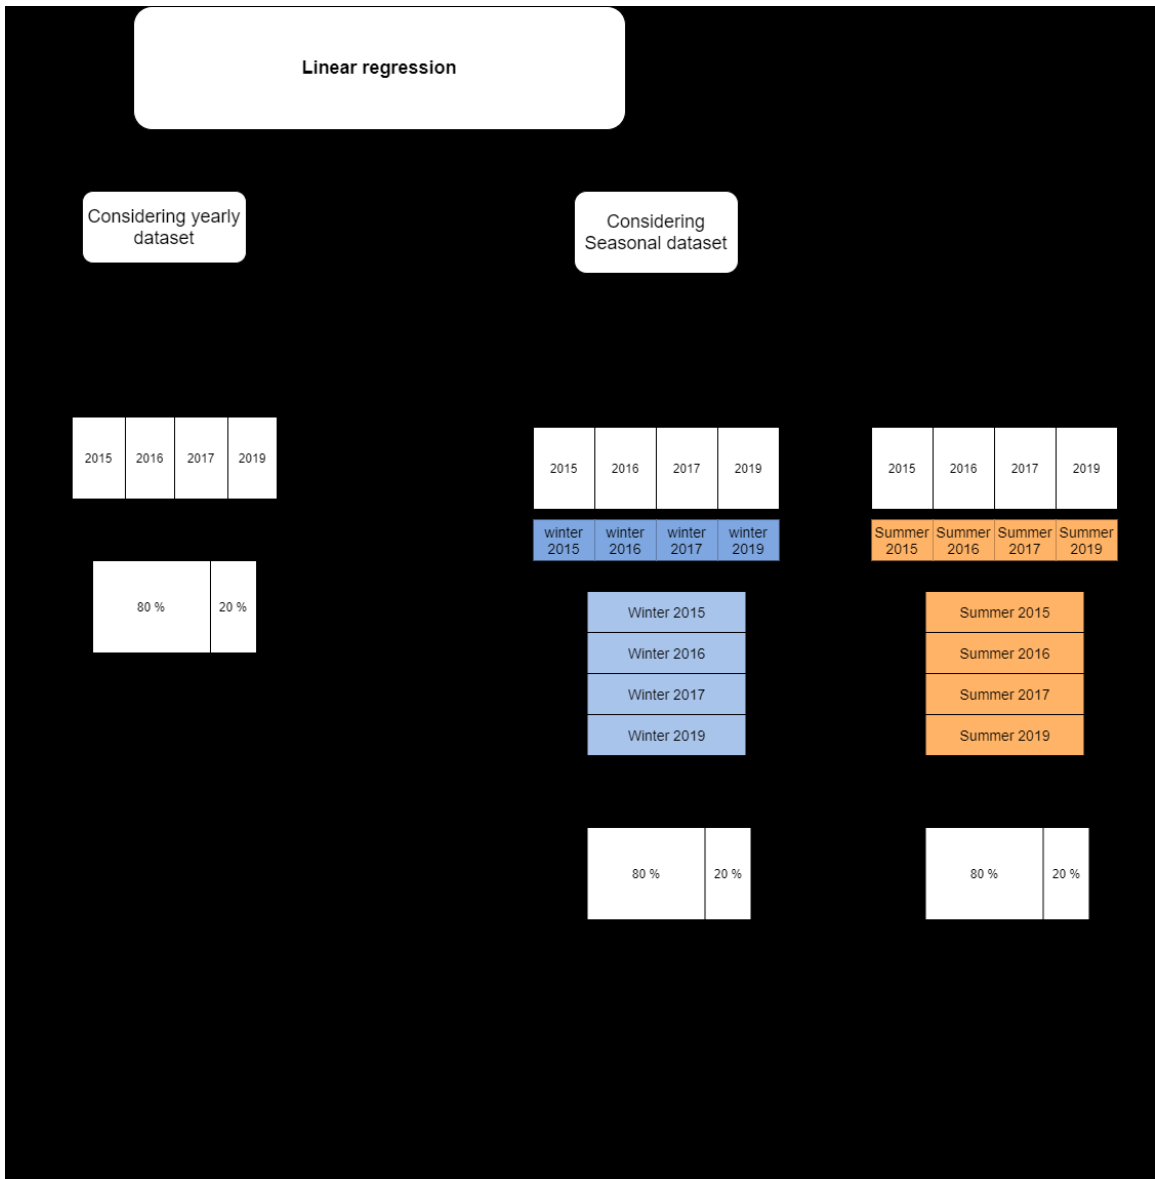 Linear regression
Considering yearly
dataset
Considering
Seasonal dataset
2015 2016 2017 2019
80 % 20 %
2015 2016 2017 2019
winter winter winter winter
2015 2016 2017 2019
Winter 2015
Winter 2016
Winter 2017
Winter 2019
80 % 20 %
2015 2016 2017 2019
Summer Summer Summer Summer
2015 2016 2017 2019
Summer 2015
Summer 2016
Summer 2017
Summer 2019
80 % 20 %